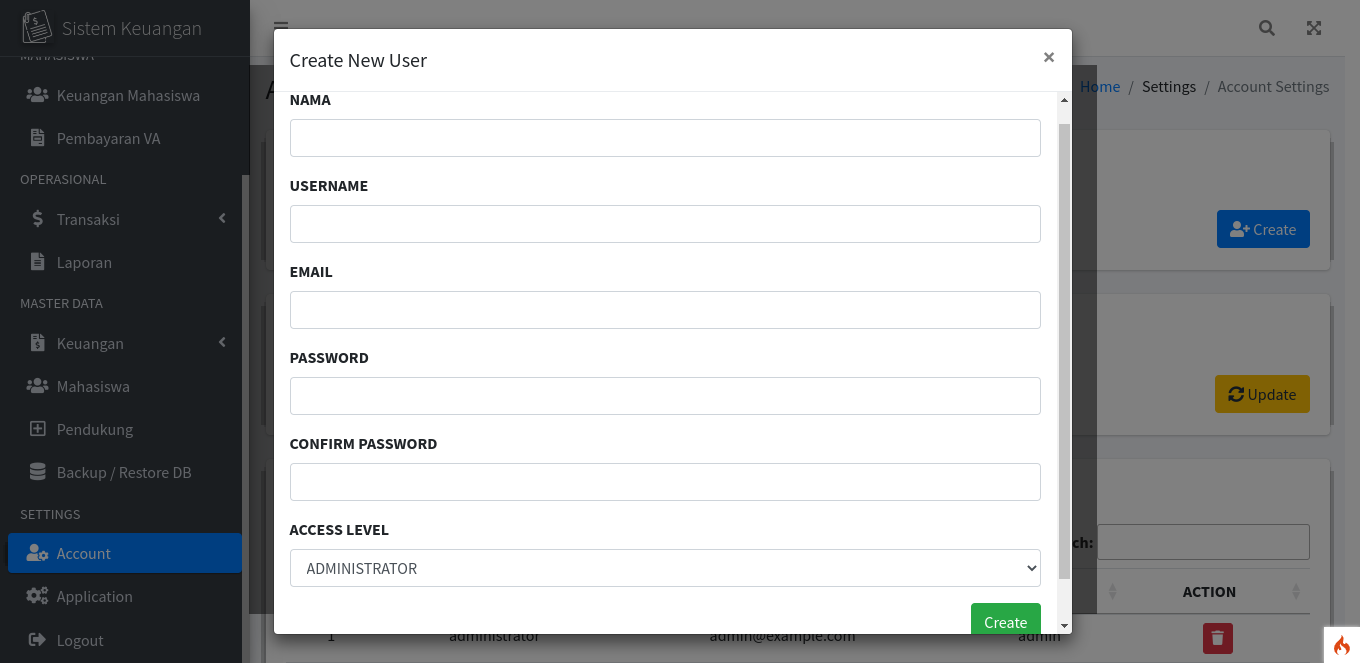 Sistem Keuangan
MAHASISWA
Keuangan Mahasiswa
Pembayaran VA
OPERASIONAL
Transaksi
Laporan
MASTER DATA
Keuangan
Mahasiswa
Pendukung
Backup / Restore DB
SETTINGS
Account
Application
Logout
Create New User
×
NAMA
USERNAME
EMAIL
PASSWORD
CONFIRM PASSWORD
ACCESS LEVEL
ADMINISTRATOR
Create
Home / Settings / Account Settings
Create
Update
ch:
ACTION
1 administrator admin@example.com admin